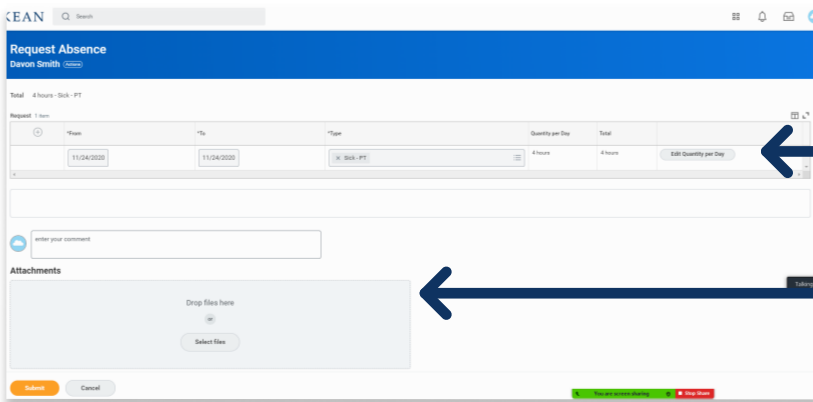 KEAN Search
Request Absence
Davon Smith
Total 4 hours - Sick - PT
Request 1 item
*From *To *Type Quantity per Day Total
11/24/2020 11/24/2020 × Sick - PT 4 hours 4 hours Edit Quantity per Day
enter your comment
Attachments
Drop files here
or
Select files
Talking
Submit Cancel
You are screen sharing Stop Share